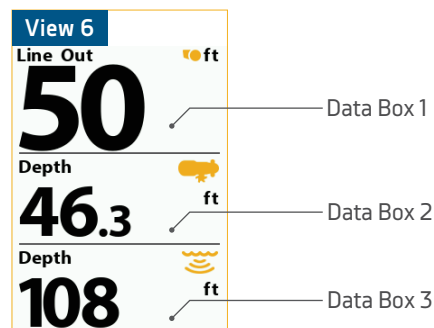 View 6
Line Out ft
50
Data Box 1
Depth
ft
46.3
Data Box 2
Depth
ft
108
Data Box 3